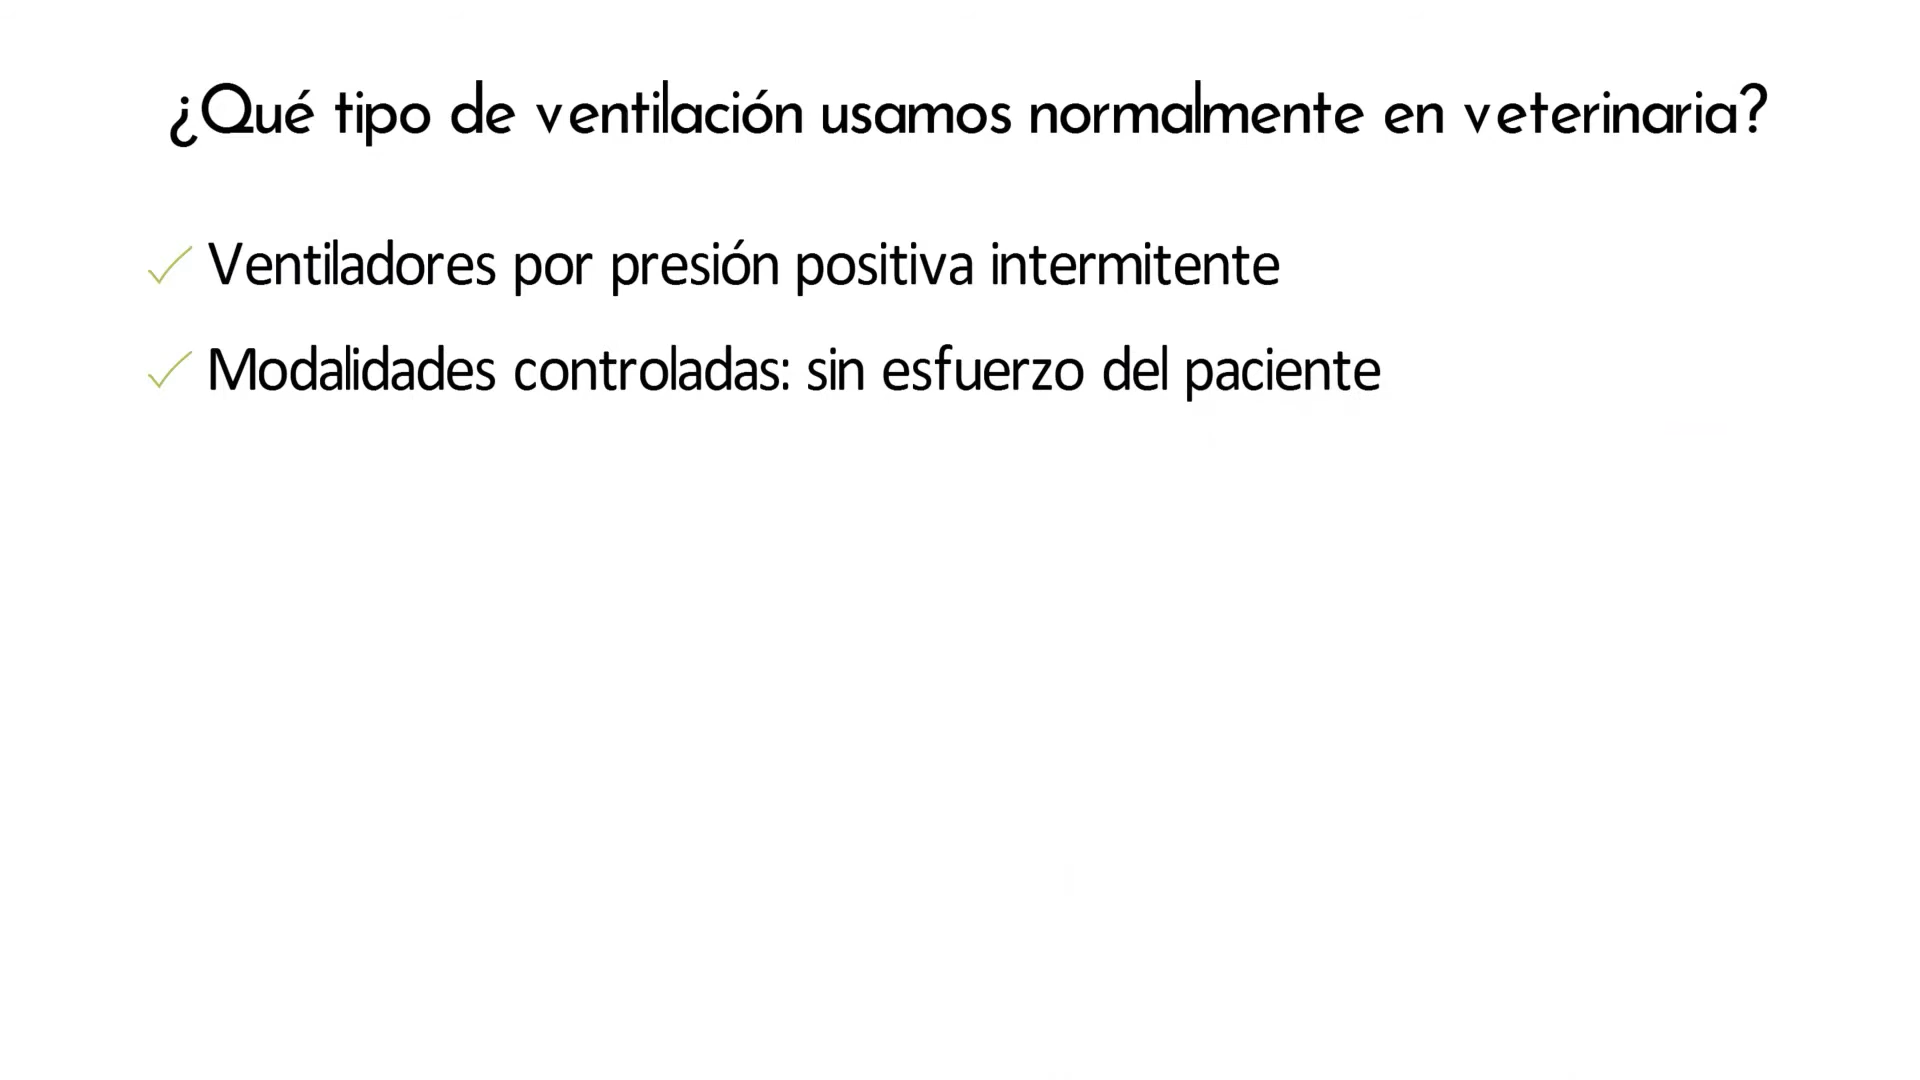 ¿Qué tipo de ventilación usamos normalmente en veterinaria?
Ventiladores por presión positiva intermitente
Modalidades controladas: sin esfuerzo del paciente